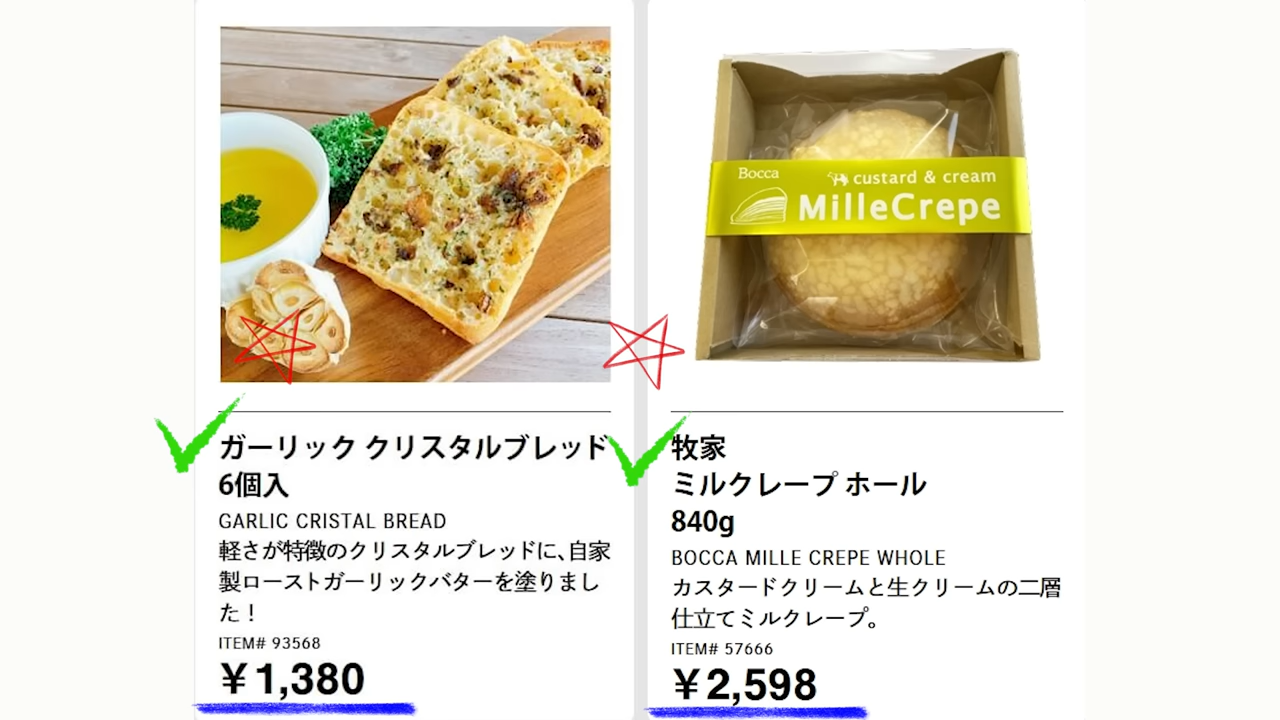 ガーリック クリスタルブレッド
6個入
GARLIC CRISTAL BREAD
軽さが特徴のクリスタルブレッドに、自家
製ローストガーリックバターを塗りまし
た！
ITEM# 93568
￥1,380
Bocca
custard & cream
MilleCrepe
牧家
ミルクレープ ホール
840g
BOCCA MILLE CREPE WHOLE
カスタードクリームと生クリームの二層
仕立てミルクレープ。
ITEM# 57666
￥2,598